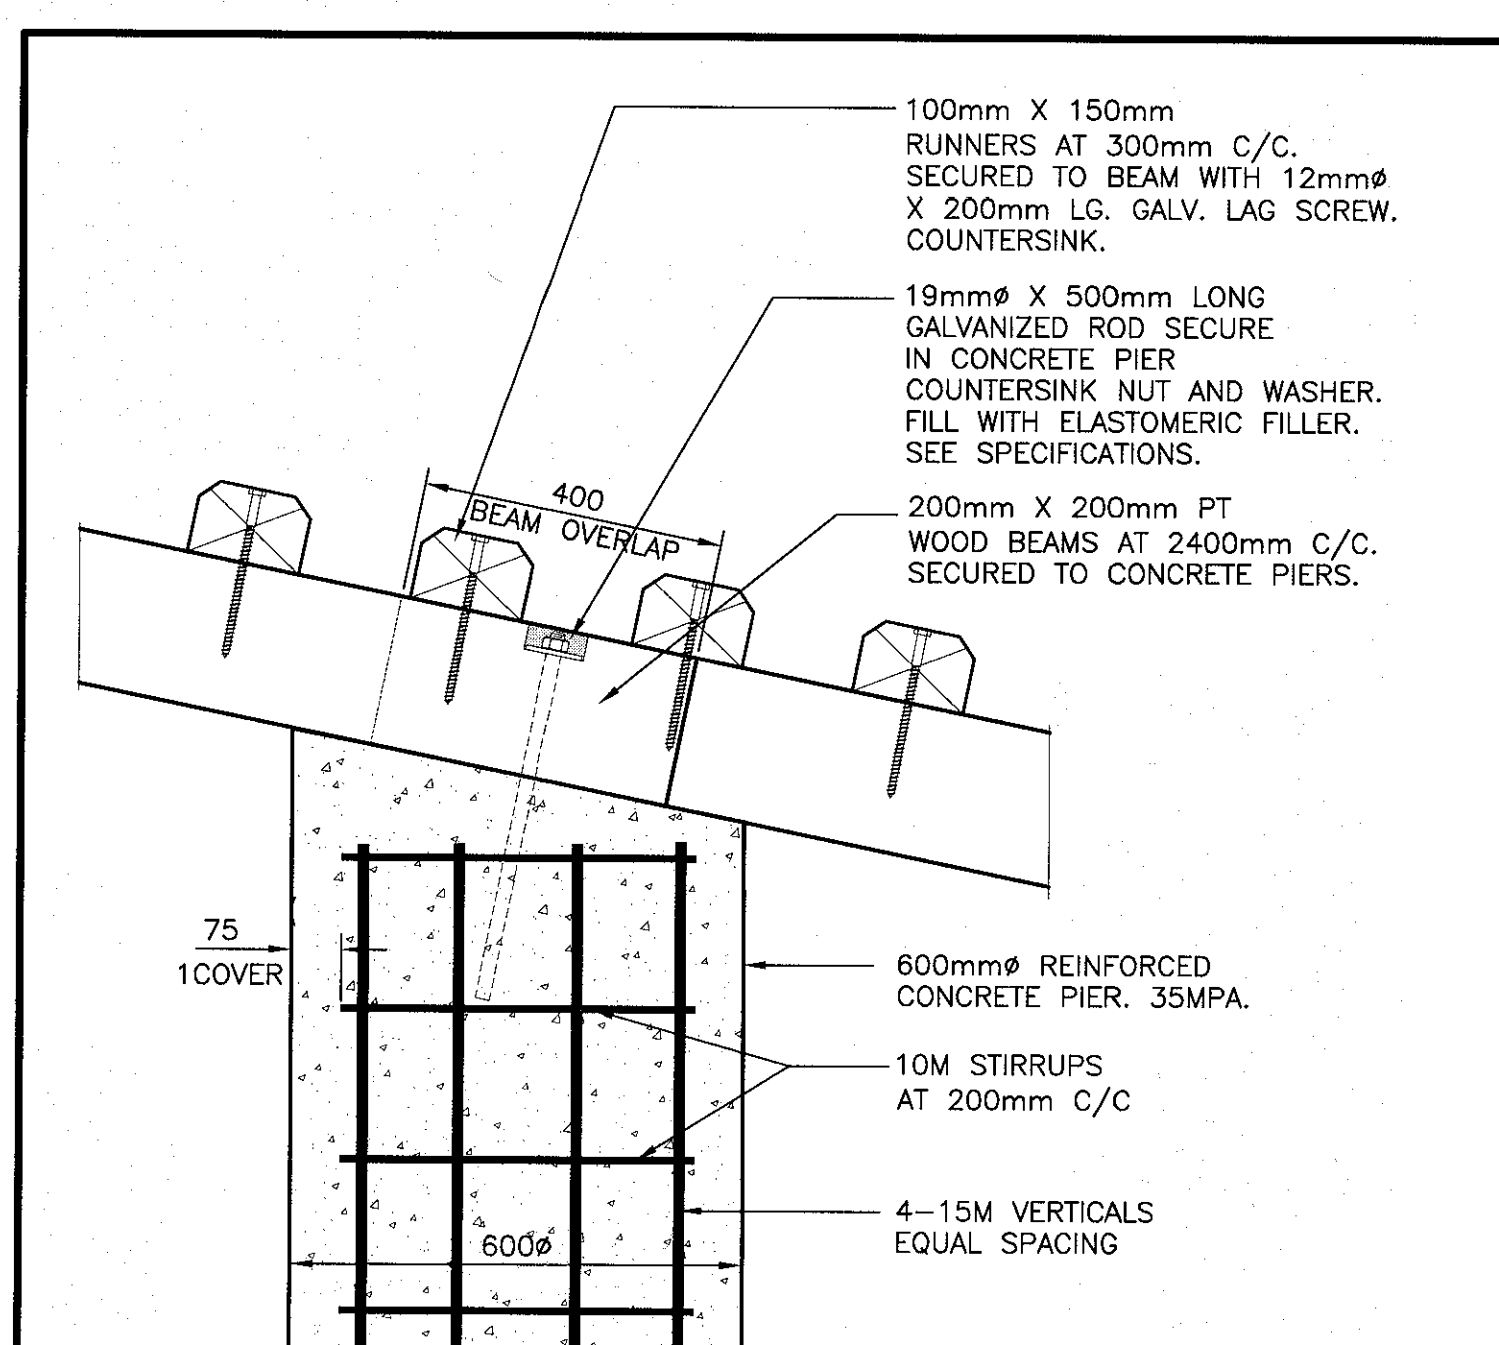 100mm X 150mm
RUNNERS AT 300mm C/C.
SECURED TO BEAM WITH 12mmø
X 200mm LG. GALV. LAG SCREW.
COUNTERSINK.
19mmø X 500mm LONG
GALVANIZED ROD SECURE
IN CONCRETE PIER
COUNTERSINK NUT AND WASHER.
FILL WITH ELASTOMERIC FILLER.
SEE SPECIFICATIONS.
400
BEAM OVERLAP
200mm X 200mm PT
WOOD BEAMS AT 2400mm C/C.
SECURED TO CONCRETE PIERS.
75
1COVER
600mmø REINFORCED
CONCRETE PIER. 35MPA.
10M STIRRUPS
AT 200mm C/C
4-15M VERTICALS
EQUAL SPACING
600ø